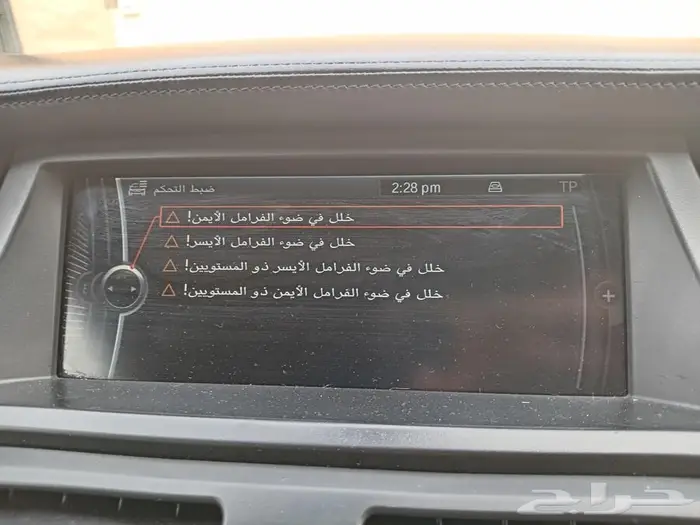 ضبط التحكم 2:28 pm TP
خلل في ضوء الفرامل الأيمن!
خلل في ضوء الفرامل الأيسر!
خلل في ضوء الفرامل الأيسر ذو المستويين!
خلل في ضوء الفرامل الأيمن ذو المستويين!
حراج